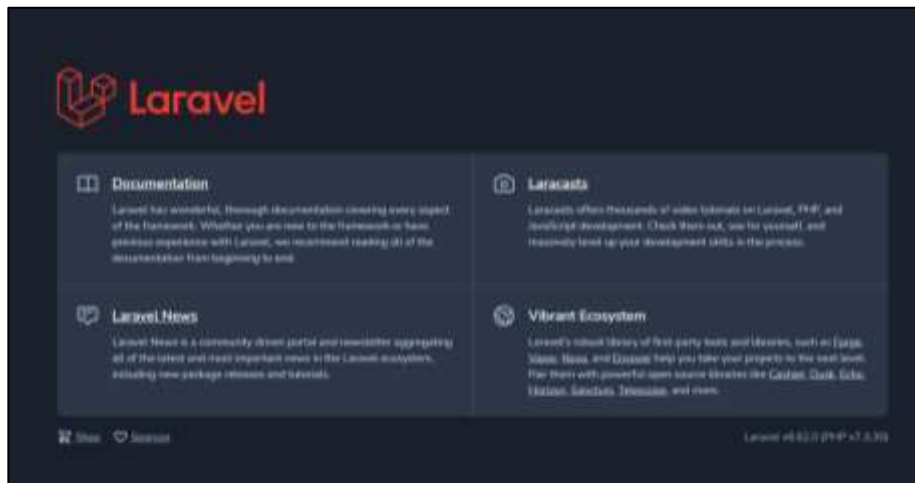 Laravel
Documentation
Laravel has wonderful, thorough documentation covering every aspect
of the framework. Whether you are new to the framework or have
previous experience with Laravel, we recommend reading all of the
documentation from beginning to end.
Laracasts
Laracasts offers thousands of video tutorials on Laravel, PHP, and
JavaScript development. Check them out, see for yourself, and
massively level up your development skills in the process.
Laravel News
Laravel News is a community driven portal and newsletter aggregating
all of the latest and most important news in the Laravel ecosystem,
including new package releases and tutorials.
Vibrant Ecosystem
Laravel's robust library of first-party tools and libraries, such as Forge,
Vapor, Nova, and Envoyer help you take your projects to the next level.
Pair them with powerful open source libraries like Cashier, Dusk, Echo,
Horizon, Sanctum, Telescope, and more.
Shop Sponsor
Laravel (PHP